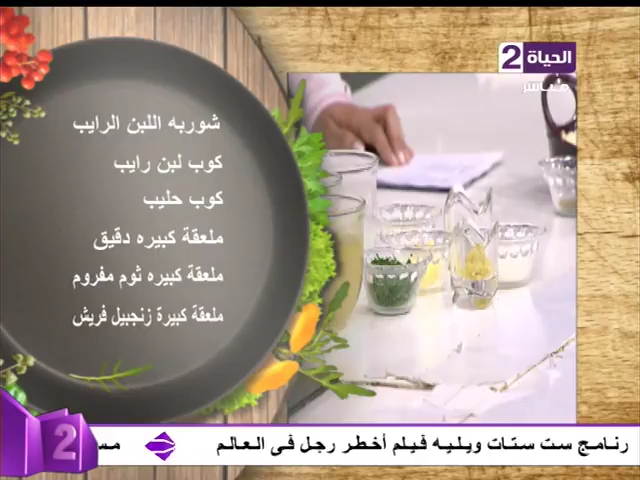 الحياة 2
مباشر
شوربه اللبن الرايب
كوب لبن رايب
كوب حليب
ملعقة كبيره دقيق
ملعقة كبيره ثوم مفروم
ملعقة كبيرة زنجبيل فريش
رنامج ست ستات ويليه فيلم أخطر رجل فى العالم
مس
2